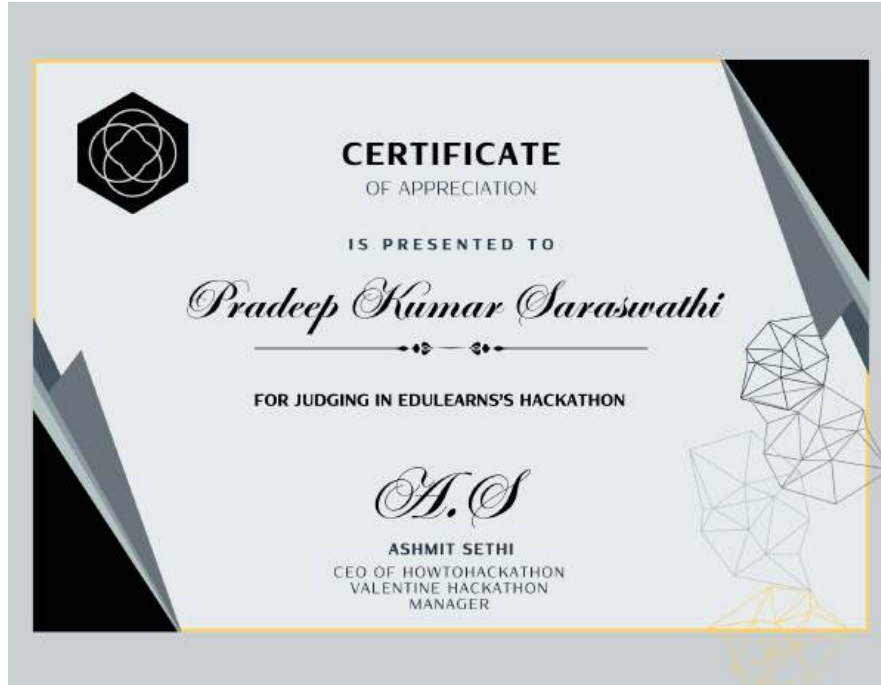 CERTIFICATE
OF APPRECIATION
IS PRESENTED TO
Pradeep Kumar Saraswathi
FOR JUDGING IN EDULEARNS'S HACKATHON
A.S
ASHMIT SETHI
CEO OF HOWTOHACKATHON
VALENTINE HACKATHON
MANAGER